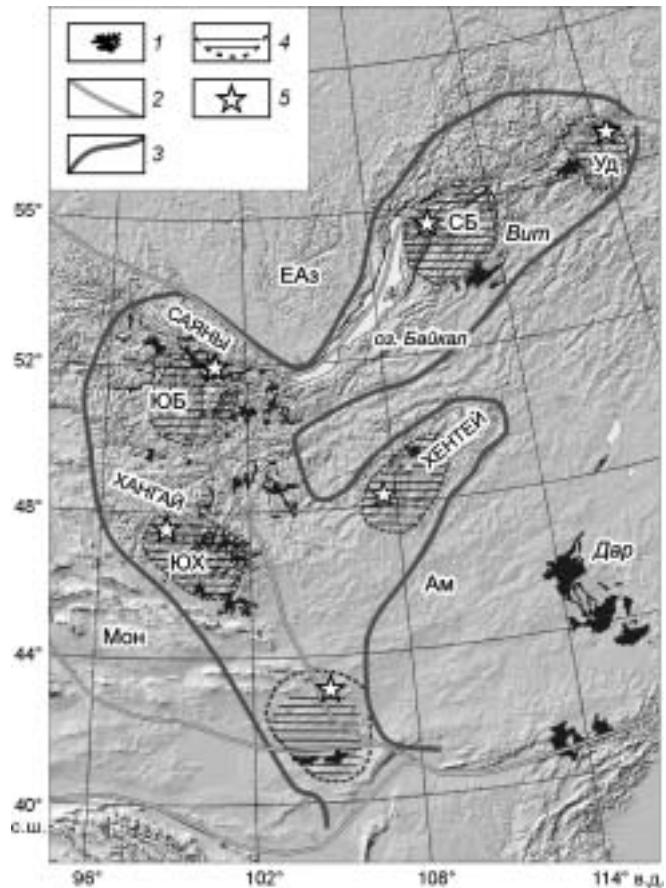 1
2
3
4
5
Уд
СБ
Вит
ЕАз
55°
САЯНЫ
оз. Байкал
52°
ЮБ
ХЕНТЕЙ
ХАНГАЙ
48°
Дар
ЮХ
Ам
Мон
44°
40°
с.ш.
96°
102°
108°
114° в.д.